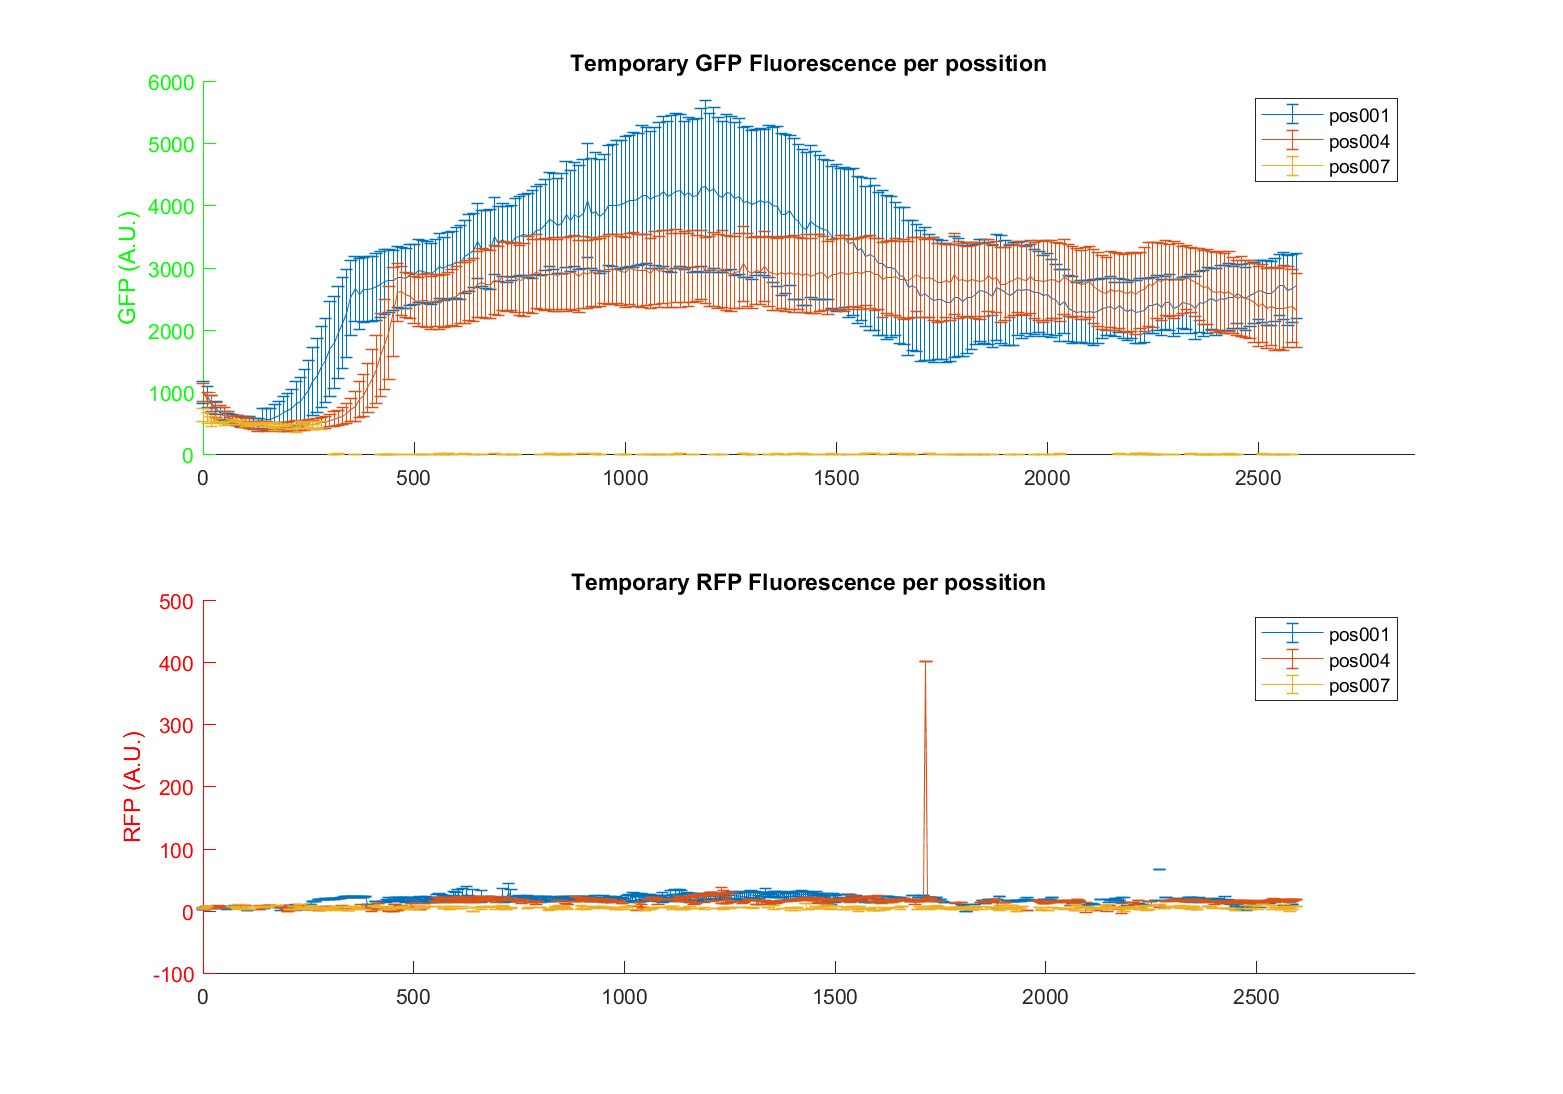 Temporary GFP Fluorescence per possition
6000
5000
4000
3000
2000
1000
0
GFP (A.U.)
0 500 1000 1500 2000 2500
pos001
pos004
pos007
Temporary RFP Fluorescence per possition
500
400
300
200
100
0
-100
RFP (A.U.)
0 500 1000 1500 2000 2500
pos001
pos004
pos007